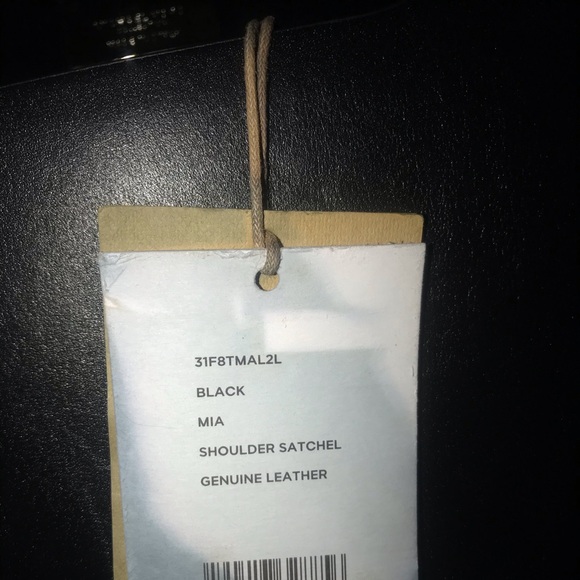 31F8TMAL2L
BLACK
MIA
SHOULDER SATCHEL
GENUINE LEATHER